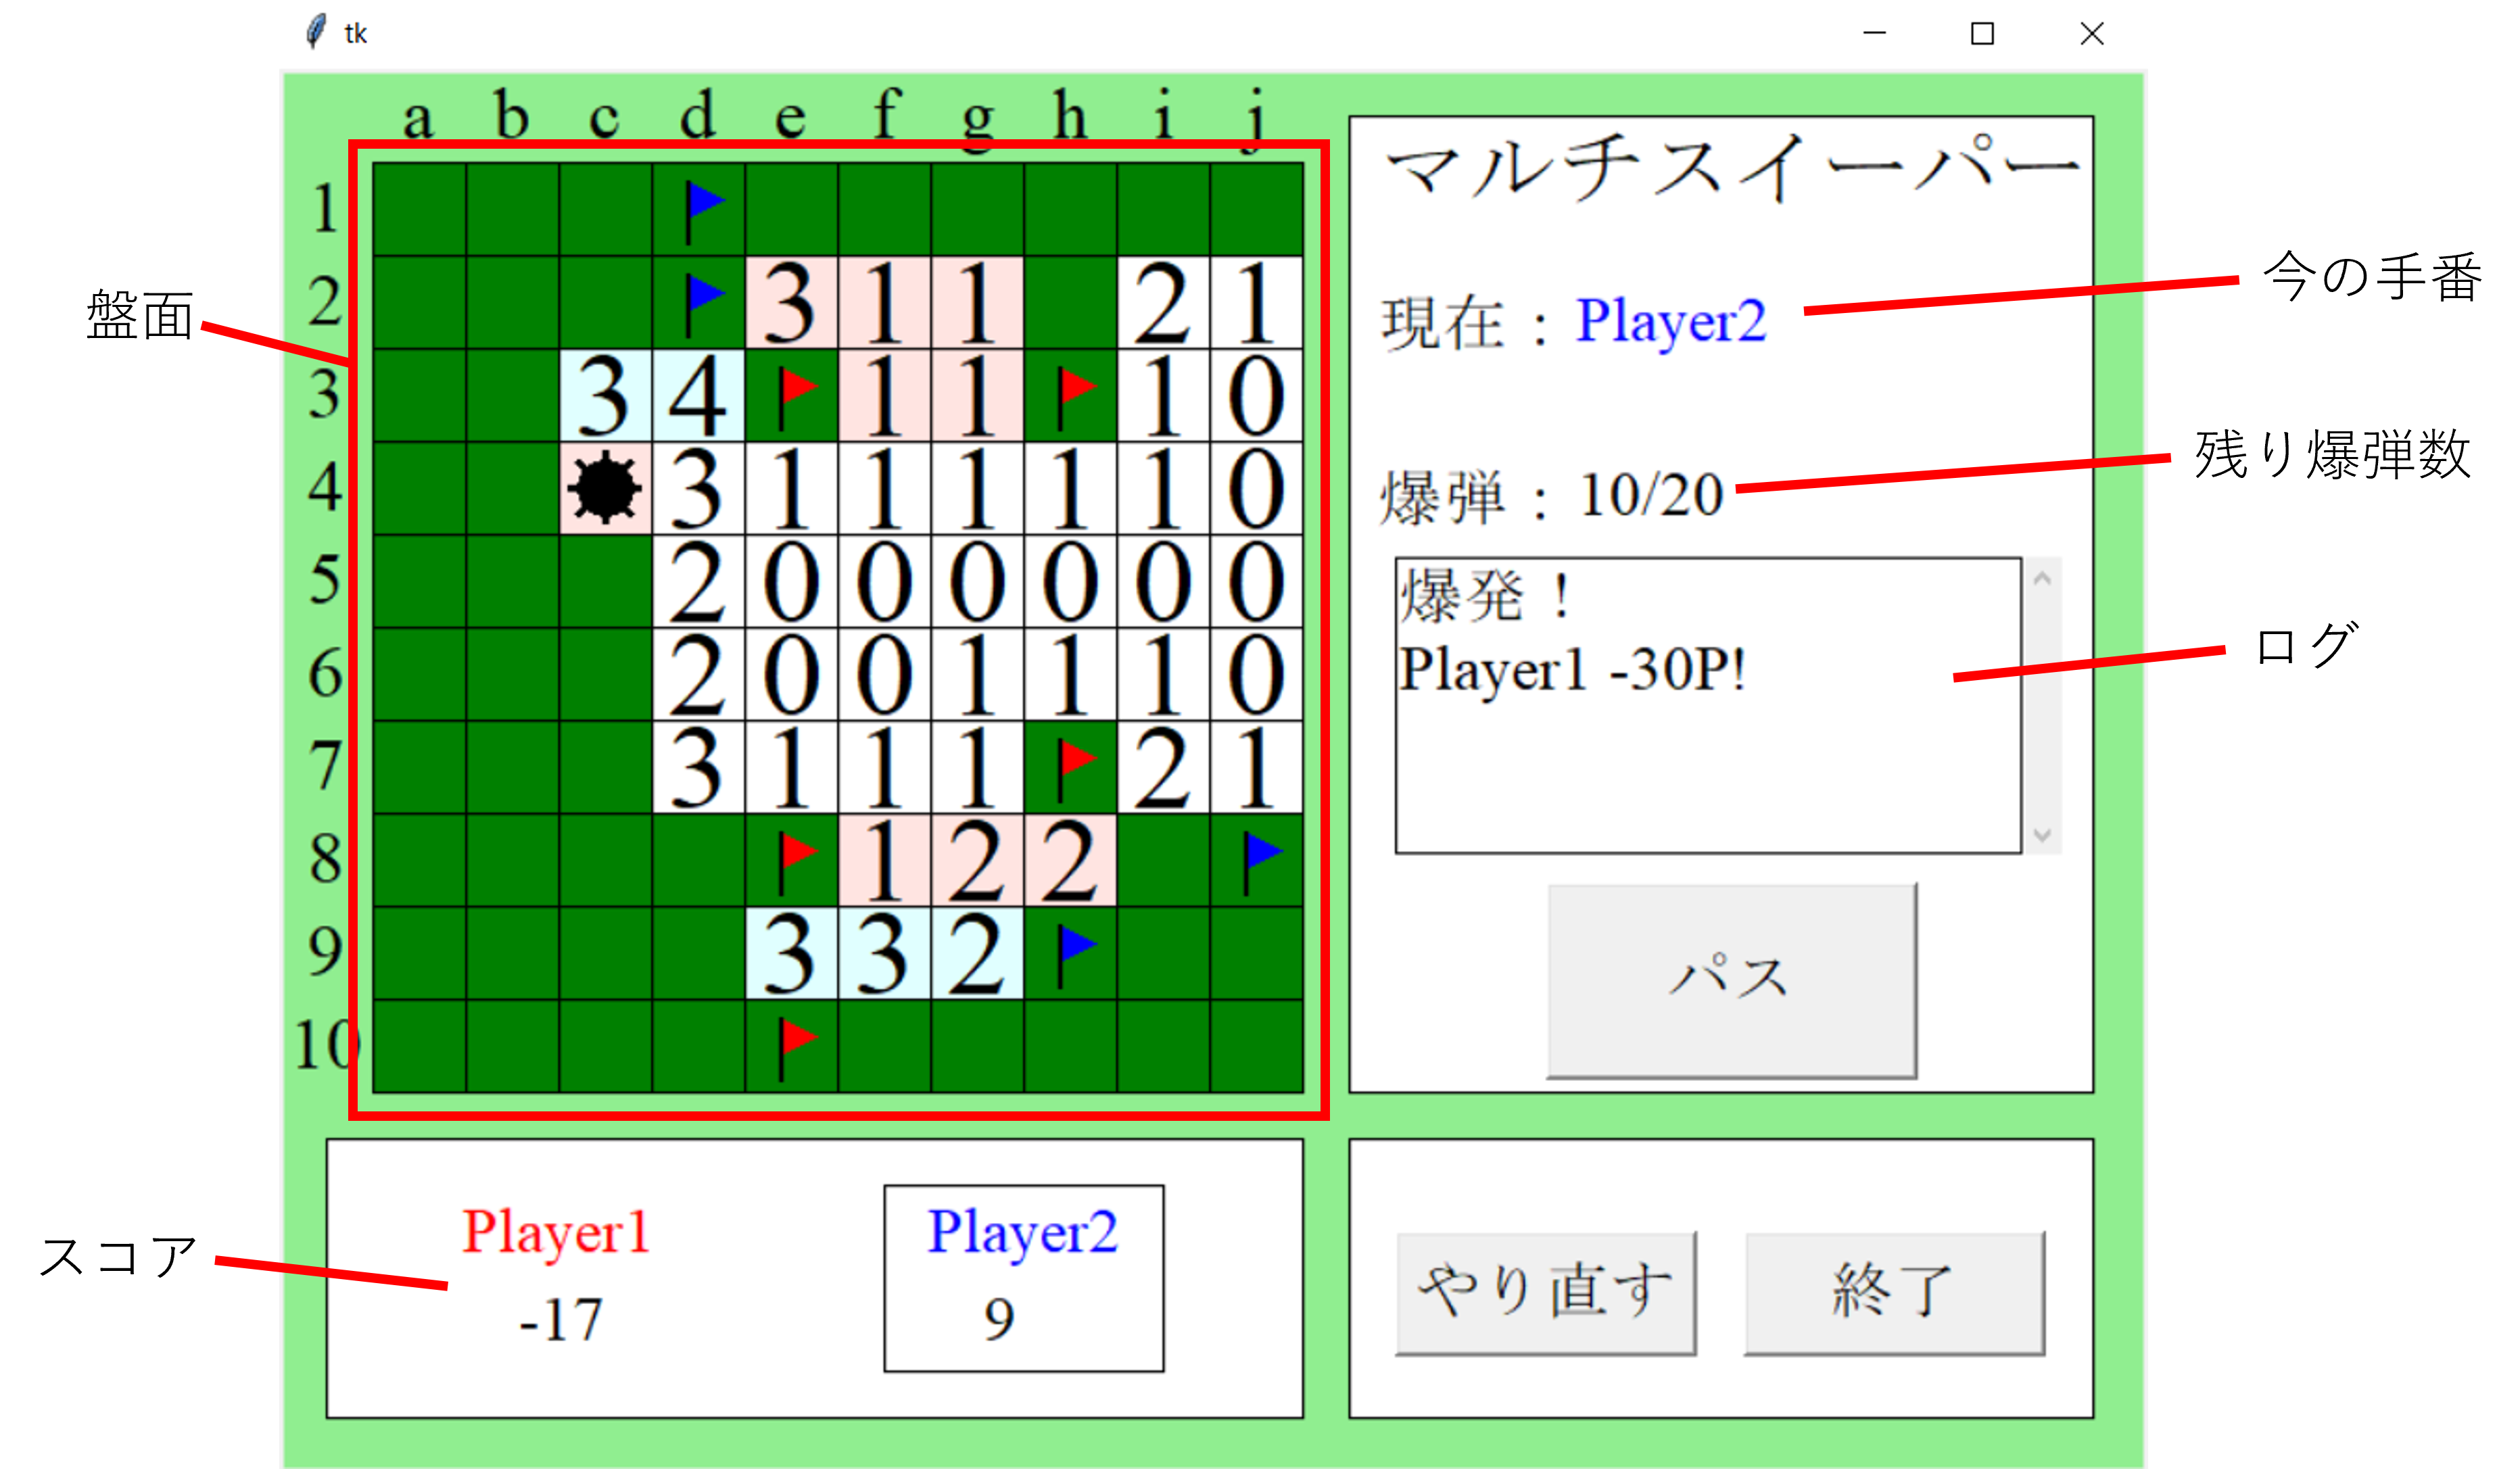 tk
a b c d e f g h i j
1
2 3 1 1 2 1
3 3 4 1 1 1 0
4 3 1 1 1 1 1 0
5 2 0 0 0 0 0 0
6 2 0 0 1 1 1 0
7 3 1 1 1 2 1
8 1 2 2
9 3 3 2
10
盤面
マルチスイーパー
現在：Player2
今の手番
爆弾：10/20
残り爆弾数
爆発！
Player1 -30P!
ログ
パス
スコア
Player1
-17
Player2
9
やり直す
終了